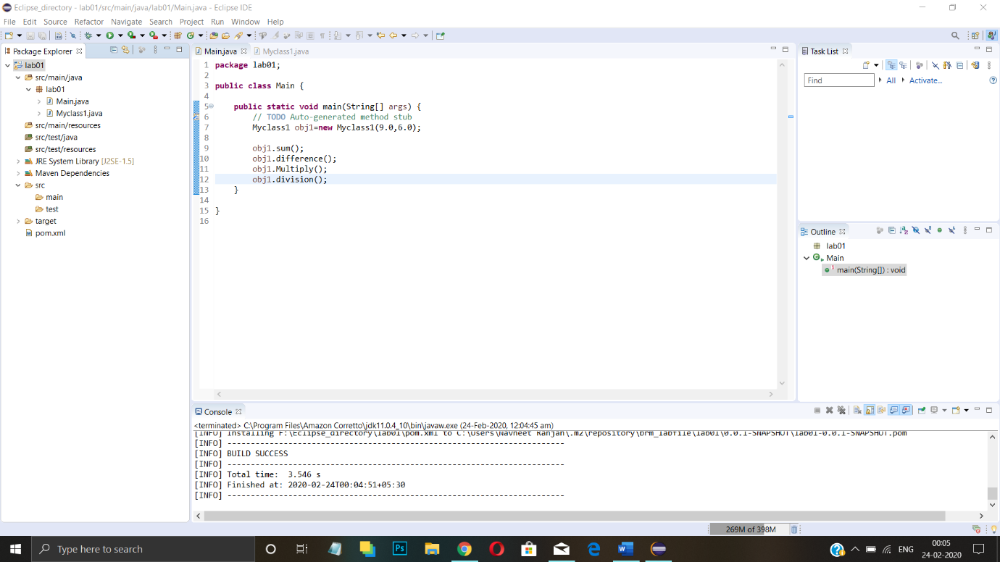 Eclipse_directory - lab01/src/main/java/lab01/Main.java - Eclipse IDE
File Edit Source Refactor Navigate Search Project Run Window Help
Package Explorer
lab01
src/main/java
lab01
Main.java
Myclass1.java
src/main/resources
src/test/java
src/test/resources
JRE System Library [J2SE-1.5]
Maven Dependencies
src
main
test
target
pom.xml
Main.java Myclass1.java
1 package lab01;
2
3 public class Main {
4
5 public static void main(String[] args) {
6 // TODO Auto-generated method stub
7 Myclass1 obj1=new Myclass1(9.0,6.0);
8
9 obj1.sum();
10 obj1.difference();
11 obj1.Multiply();
12 obj1.division();
13 }
14
15 }
16
Task List
Find All Activate...
Outline
lab01
Main
main(String[]) : void
Console
<terminated> C:\Program Files\Amazon Corretto\jdk11.0.4_10\bin\javaw.exe (24-Feb-2020, 12:04:45 am)
[INFO] Installing F:\Eclipse_directory\lab01\pom.xml to C:\Users\Navneet Ranjan\.m2\repository\brm_labfile\lab01\0.0.1-SNAPSHOT\lab01-0.0.1-SNAPSHOT.pom
[INFO] ------------------------------------------------------------------------
[INFO] BUILD SUCCESS
[INFO] ------------------------------------------------------------------------
[INFO] Total time: 3.546 s
[INFO] Finished at: 2020-02-24T00:04:51+05:30
[INFO] ------------------------------------------------------------------------
269M of 398M
Type here to search
Ps
ENG
00:05
24-02-2020